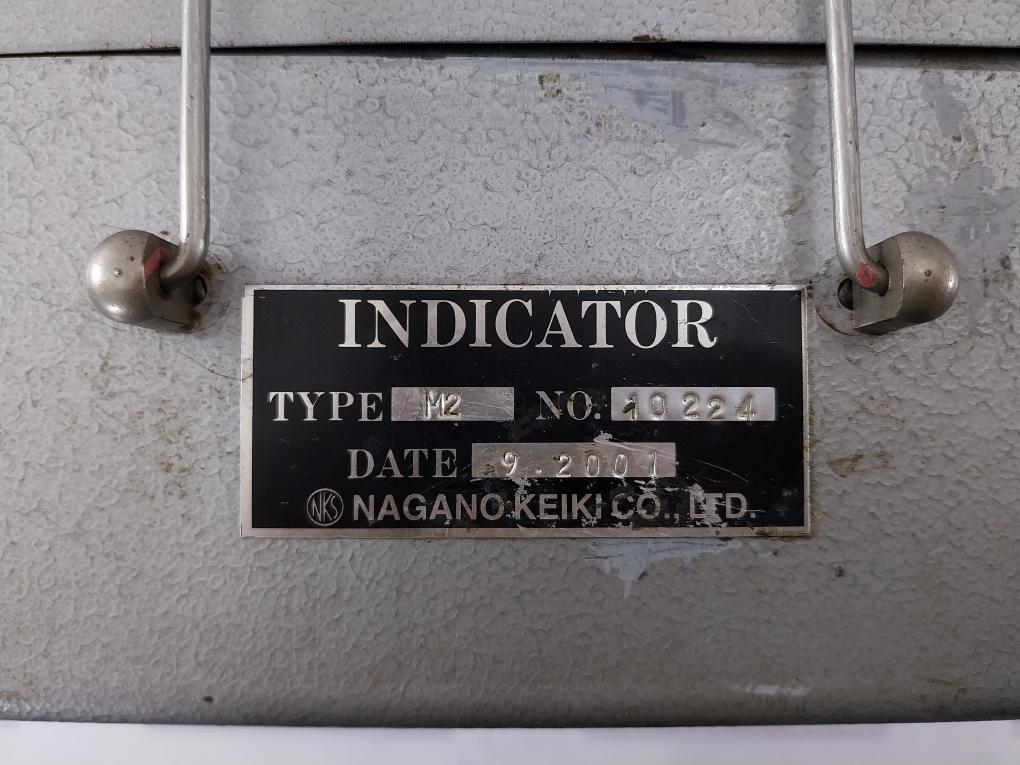 INDICATOR
TYPE M2 NO. 10224
DATE 9.2001
NKS NAGANO KEIKI CO., LTD.